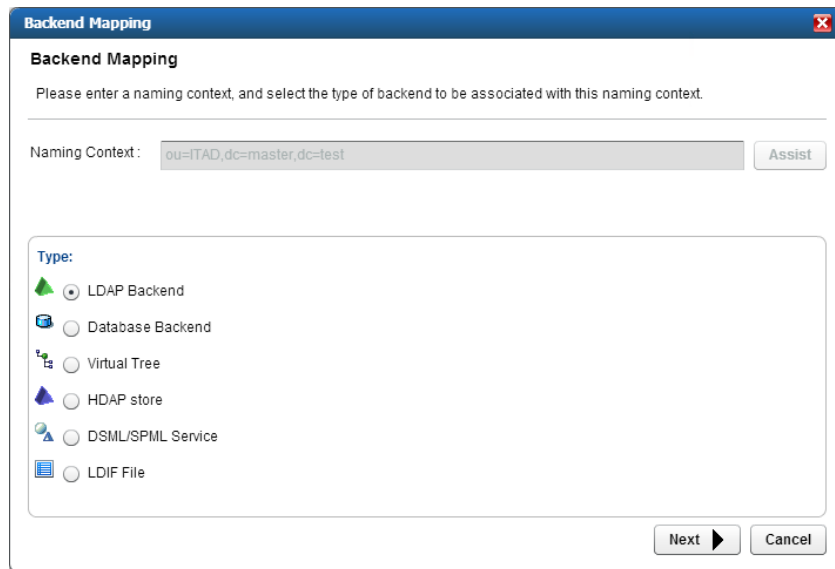 Backend Mapping
Backend Mapping
Please enter a naming context, and select the type of backend to be associated with this naming context.
Naming Context : ou=ITAD,dc=master,dc=test Assist
Type:
LDAP Backend
Database Backend
Virtual Tree
HDAP store
DSML/SPML Service
LDIF File
Next Cancel